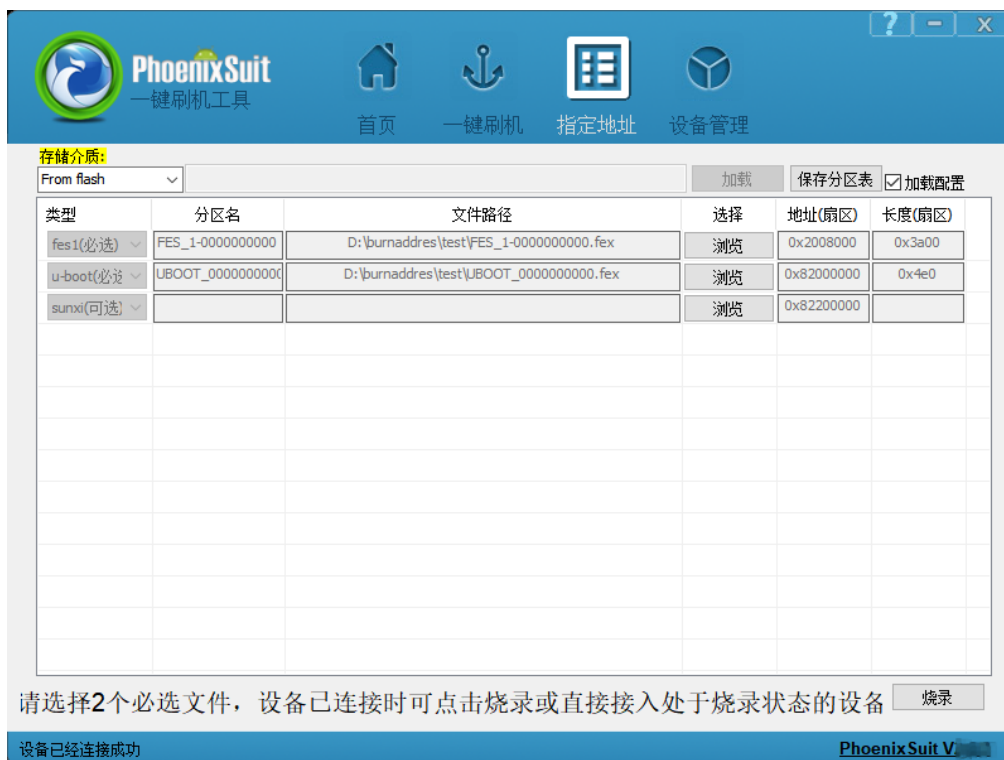 PhoenixSuit
一键刷机工具
首页 一键刷机 指定地址 设备管理
存储介质:
From flash 加载 保存分区表 加载配置
类型 分区名 文件路径 选择 地址(扇区) 长度(扇区)
fes1(必选) FES_1-0000000000 D:\burnaddres\test\FES_1-0000000000.fex 浏览 0x2008000 0x3a00
u-boot(必选 UBOOT_0000000000 D:\burnaddres\test\UBOOT_0000000000.fex 浏览 0x82000000 0x4e0
sunxi(可选) 浏览 0x82200000
请选择2个必选文件，设备已连接时可点击烧录或直接接入处于烧录状态的设备 烧录
设备已经连接成功 PhoenixSuit V